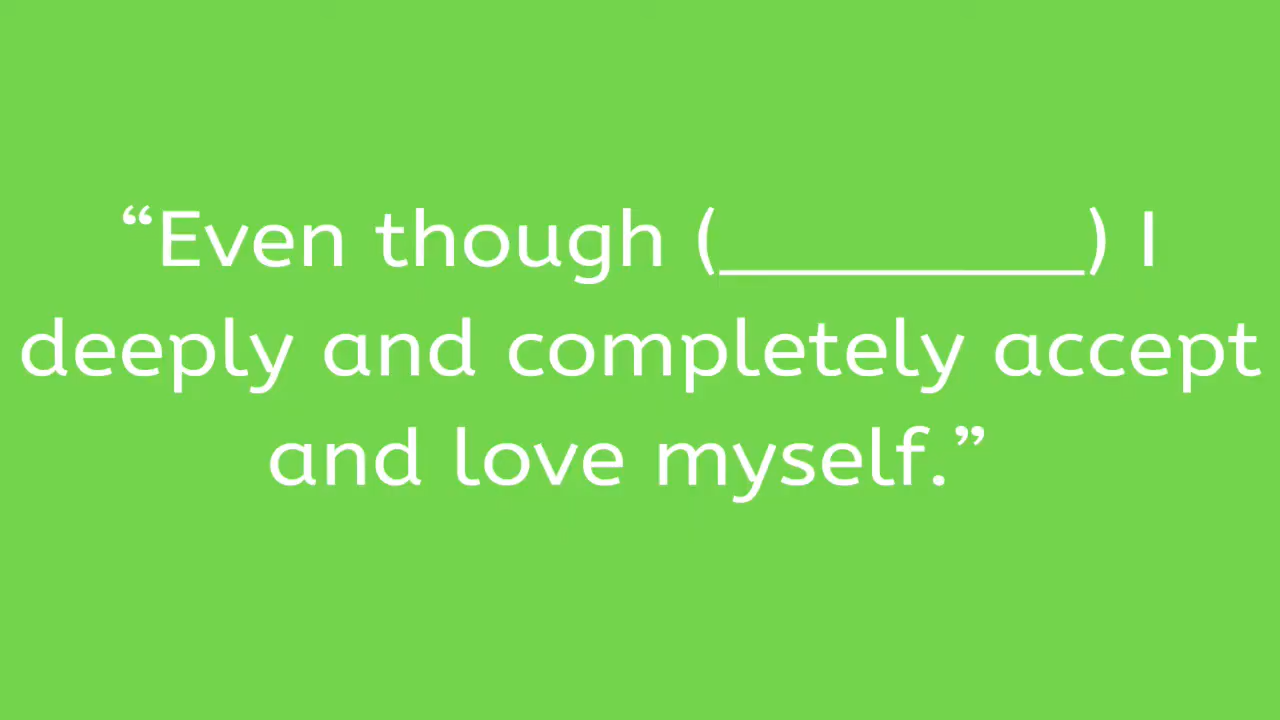 “Even though (__________) I
deeply and completely accept
and love myself.”